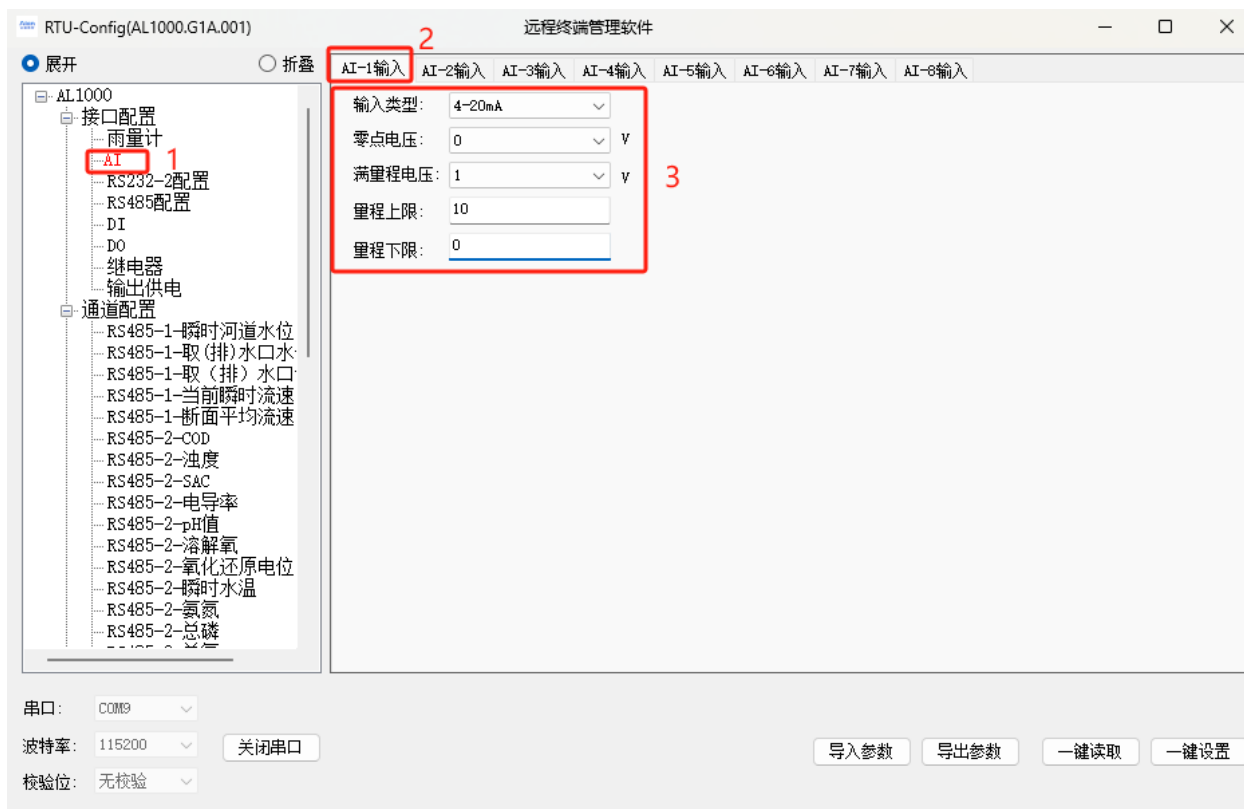 RTU-Config(AL1000.G1A.001) 远程终端管理软件
展开 折叠
AL1000
接口配置
雨量计
AI 1
RS232-2配置
RS485配置
DI
DO
继电器
输出供电
通道配置
RS485-1-瞬时河道水位
RS485-1-取(排)水口水
RS485-1-取（排）水口
RS485-1-当前瞬时流速
RS485-1-断面平均流速
RS485-2-COD
RS485-2-浊度
RS485-2-SAC
RS485-2-电导率
RS485-2-pH值
RS485-2-溶解氧
RS485-2-氧化还原电位
RS485-2-瞬时水温
RS485-2-氨氮
RS485-2-总磷
2
AI-1输入 AI-2输入 AI-3输入 AI-4输入 AI-5输入 AI-6输入 AI-7输入 AI-8输入
输入类型: 4-20mA
零点电压: 0 V
满量程电压: 1 V
3
量程上限: 10
量程下限: 0
串口: COM9
波特率: 115200 关闭串口
校验位: 无校验
导入参数 导出参数 一键读取 一键设置